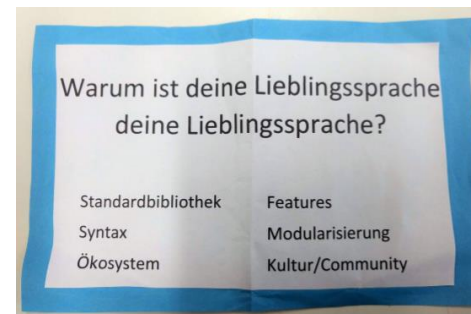 Warum ist deine Lieblingssprache
deine Lieblingssprache?
Standardbibliothek
Syntax
Ökosystem
Features
Modularisierung
Kultur/Community